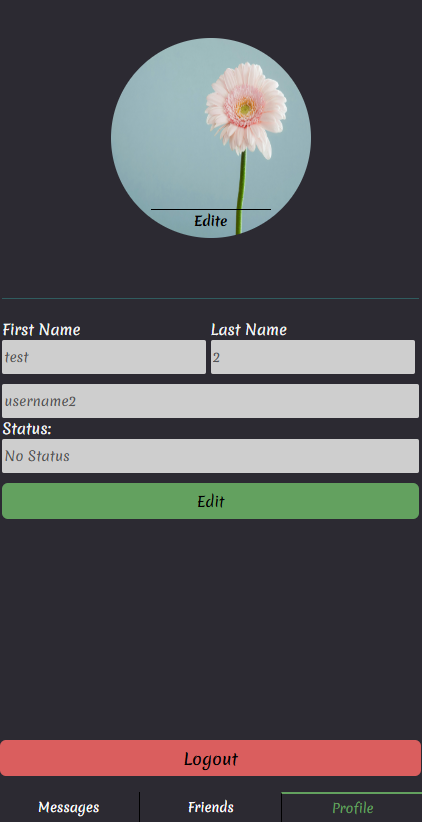 Edite
First Name Last Name
test 2
username2
Status:
No Status
Edit
Logout
Messages Friends Profile